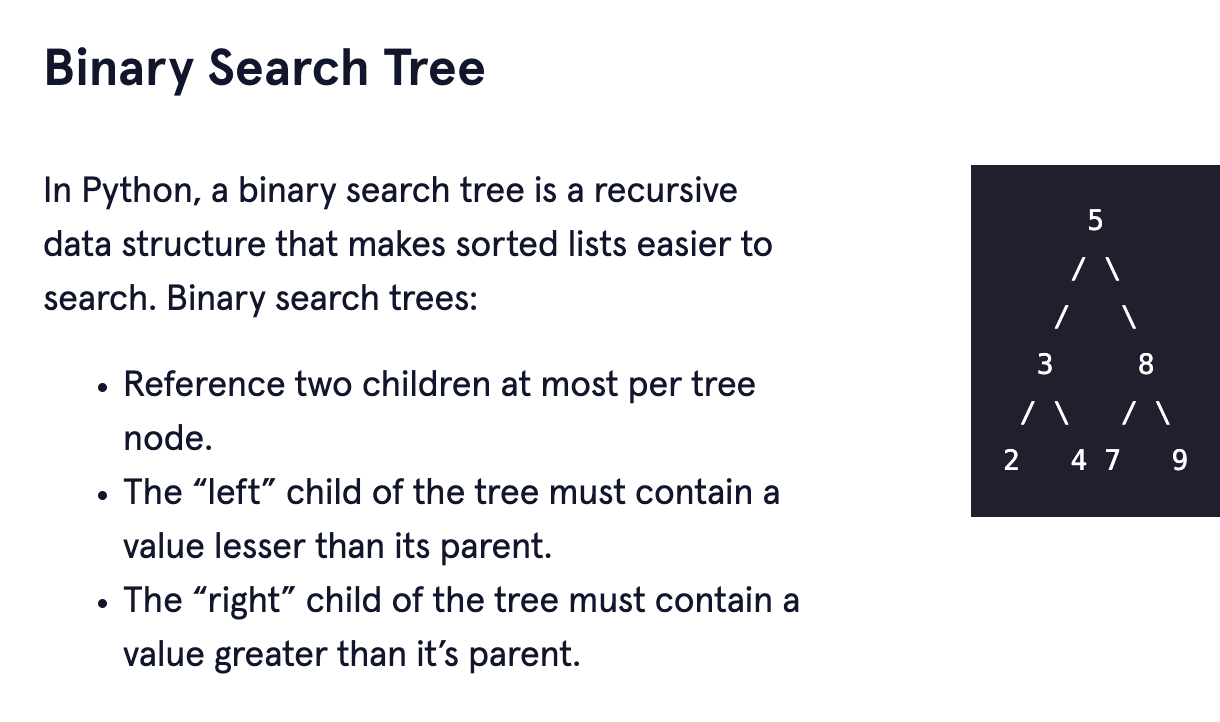 Binary Search Tree
In Python, a binary search tree is a recursive
data structure that makes sorted lists easier to
search. Binary search trees:
• Reference two children at most per tree
node.
• The “left” child of the tree must contain a
value lesser than its parent.
• The “right” child of the tree must contain a
value greater than it’s parent.
5
/ \
/ \
3 8
/ \ / \
2 4 7 9